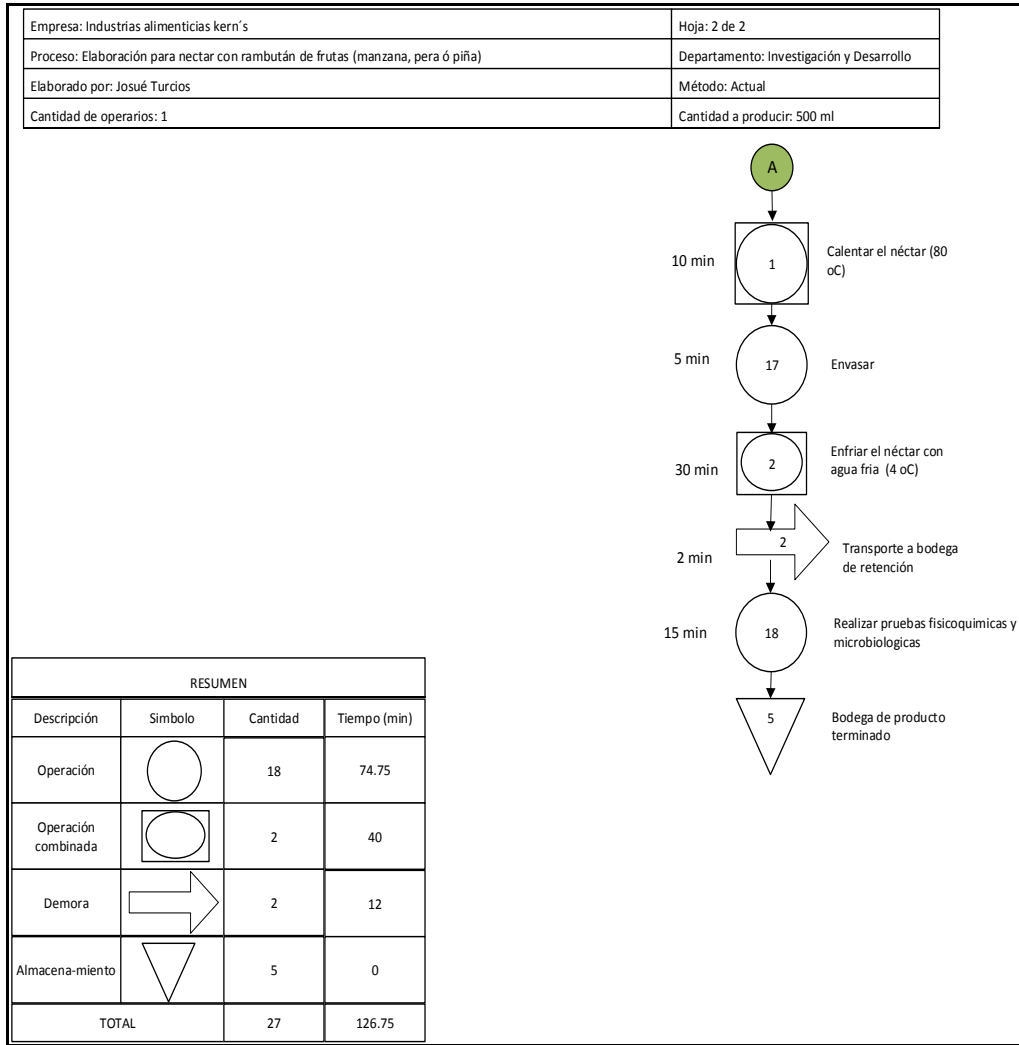 Empresa: Industrias alimenticias kern´s
Hoja: 2 de 2
Proceso: Elaboración para nectar con rambután de frutas (manzana, pera ó piña)
Departamento: Investigación y Desarrollo
Elaborado por: Josué Turcios
Método: Actual
Cantidad de operarios: 1
Cantidad a producir: 500 ml
A
10 min
1
Calentar el néctar (80
oC)
5 min
17
Envasar
30 min
2
Enfriar el néctar con
agua fria (4 oC)
2 min
2
Transporte a bodega
de retención
15 min
18
Realizar pruebas fisicoquimicas y
microbiologicas
5
Bodega de producto
terminado
RESUMEN
Descripción
Simbolo
Cantidad
Tiempo (min)
Operación
18
74.75
Operación
combinada
2
40
Demora
2
12
Almacena-miento
5
0
TOTAL
27
126.75